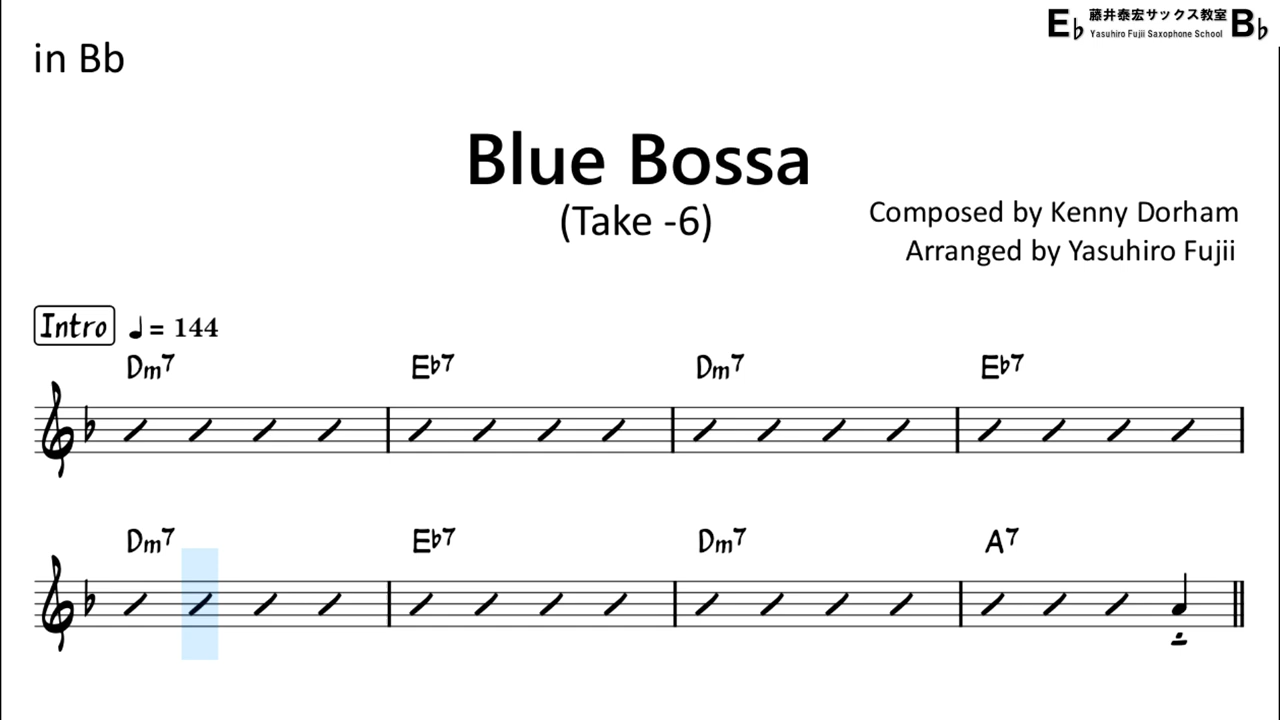 E♭ 藤井泰宏サックス教室 B♭
Yasuhiro Fujii Saxophone School
in Bb
Blue Bossa
(Take -6)
Composed by Kenny Dorham
Arranged by Yasuhiro Fujii
Intro ♩= 144
Dm7 E♭7 Dm7 E♭7
Dm7 E♭7 Dm7 A7